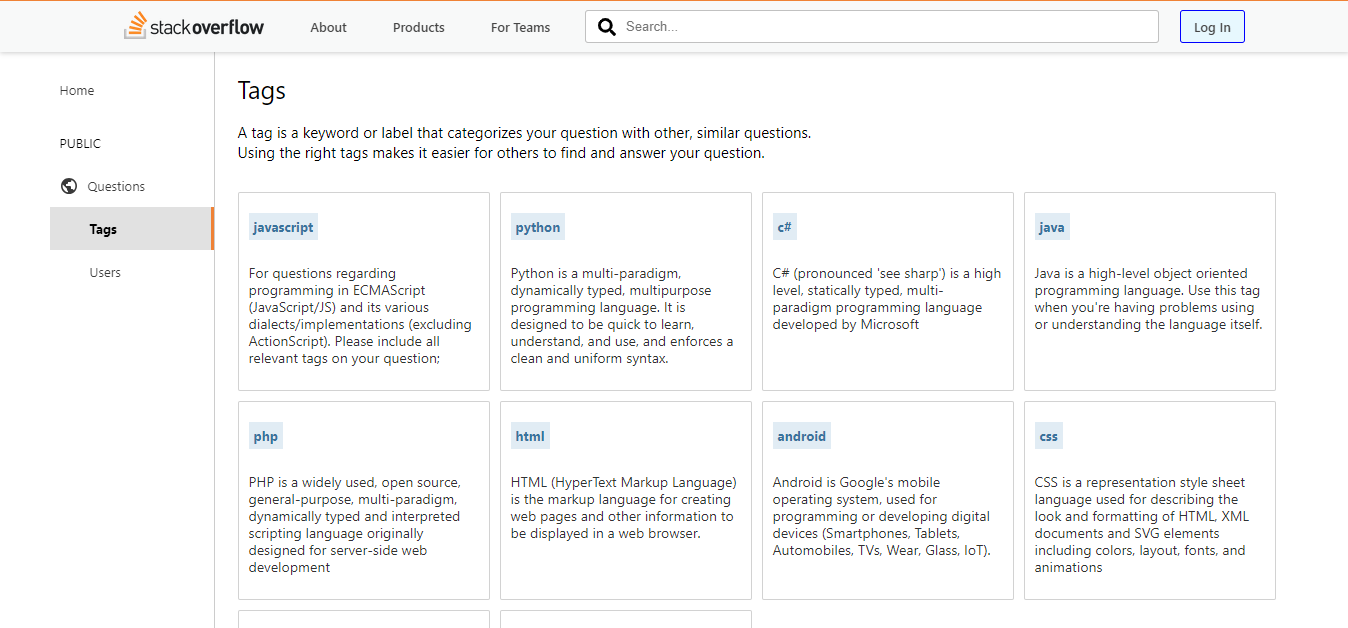 stackoverflow About Products For Teams Search... Log In
Home
PUBLIC
Questions
Tags
Users
Tags
A tag is a keyword or label that categorizes your question with other, similar questions.
Using the right tags makes it easier for others to find and answer your question.
javascript
For questions regarding
programming in ECMAScript
(JavaScript/JS) and its various
dialects/implementations (excluding
ActionScript). Please include all
relevant tags on your question;
python
Python is a multi-paradigm,
dynamically typed, multipurpose
programming language. It is
designed to be quick to learn,
understand, and use, and enforces a
clean and uniform syntax.
c#
C# (pronounced 'see sharp') is a high
level, statically typed, multi-
paradigm programming language
developed by Microsoft
java
Java is a high-level object oriented
programming language. Use this tag
when you're having problems using
or understanding the language itself.
php
PHP is a widely used, open source,
general-purpose, multi-paradigm,
dynamically typed and interpreted
scripting language originally
designed for server-side web
development
html
HTML (HyperText Markup Language)
is the markup language for creating
web pages and other information to
be displayed in a web browser.
android
Android is Google's mobile
operating system, used for
programming or developing digital
devices (Smartphones, Tablets,
Automobiles, TVs, Wear, Glass, IoT).
css
CSS is a representation style sheet
language used for describing the
look and formatting of HTML, XML
documents and SVG elements
including colors, layout, fonts, and
animations